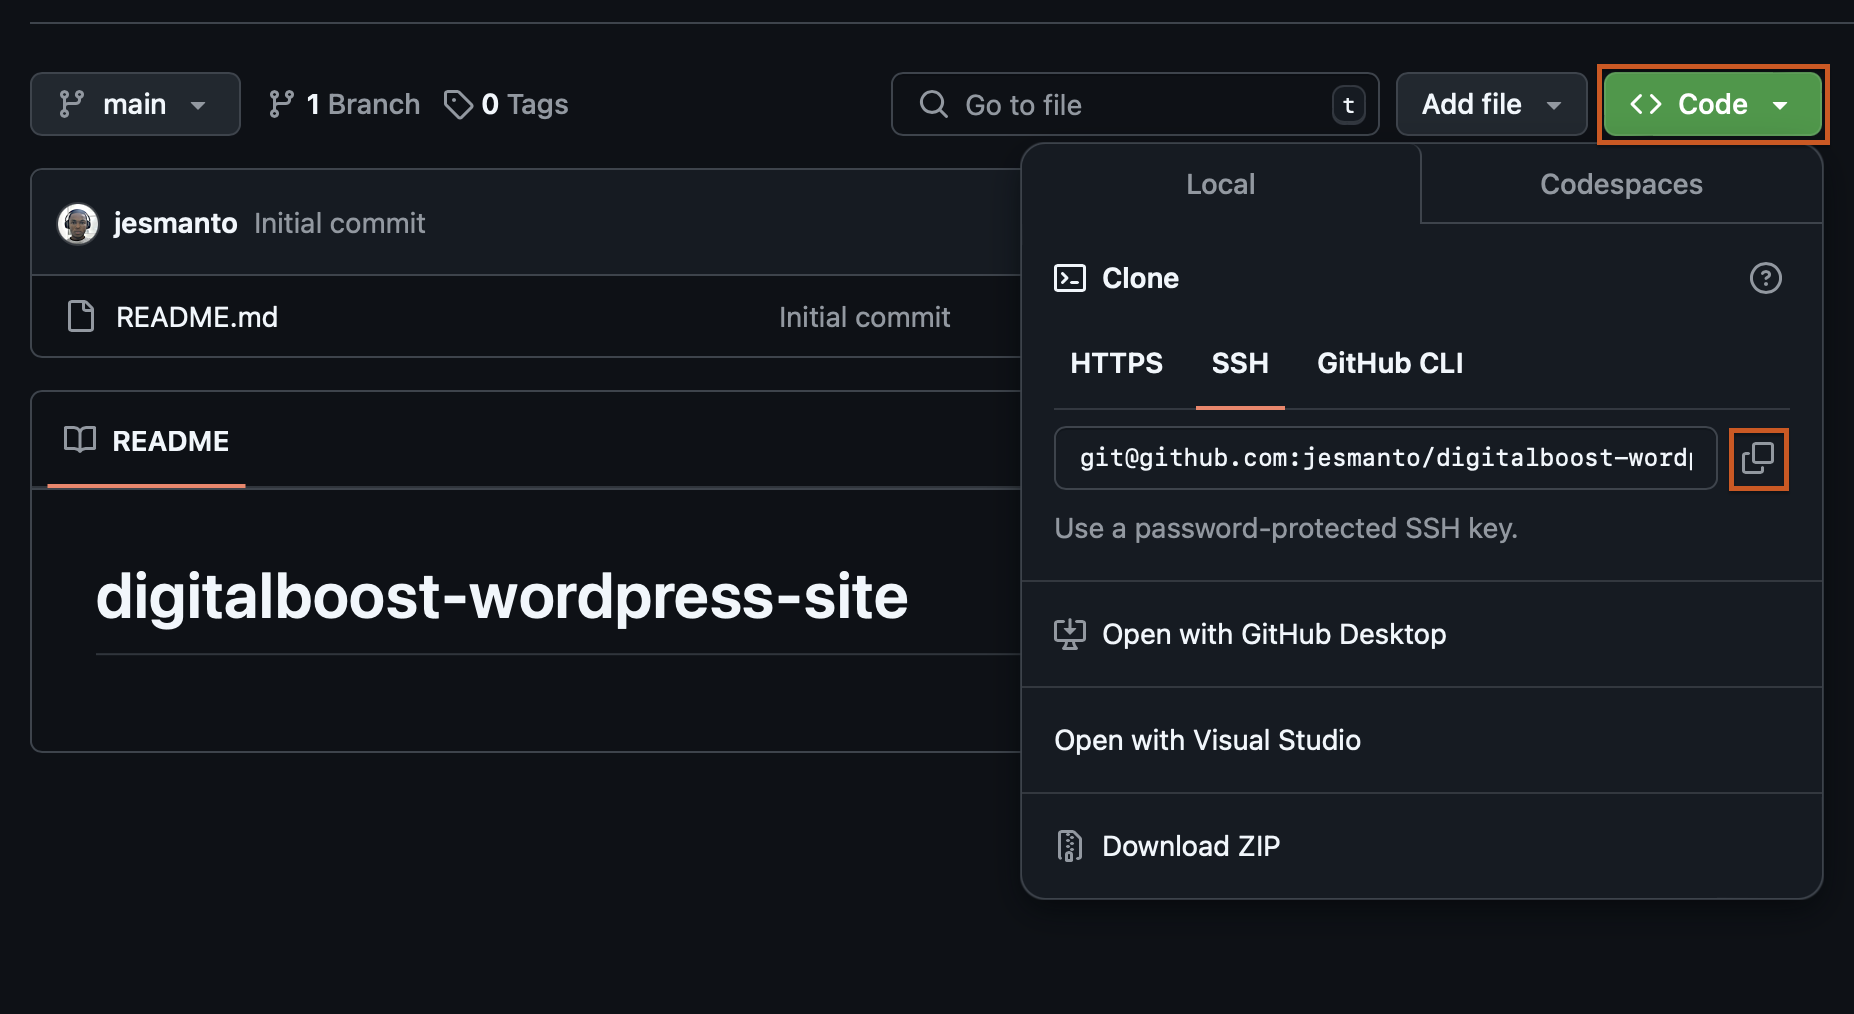 main
1 Branch
0 Tags
Go to file
t
Add file
Code
jesmanto Initial commit
README.md Initial commit
README
digitalboost-wordpress-site
Local
Codespaces
Clone
HTTPS
SSH
GitHub CLI
git@github.com:jesmanto/digitalboost-word
Use a password-protected SSH key.
Open with GitHub Desktop
Open with Visual Studio
Download ZIP